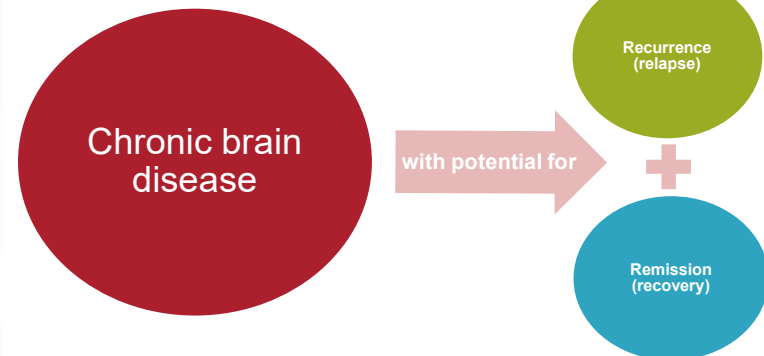 Chronic brain
disease
with potential for
Recurrence
(relapse)
Remission
(recovery)